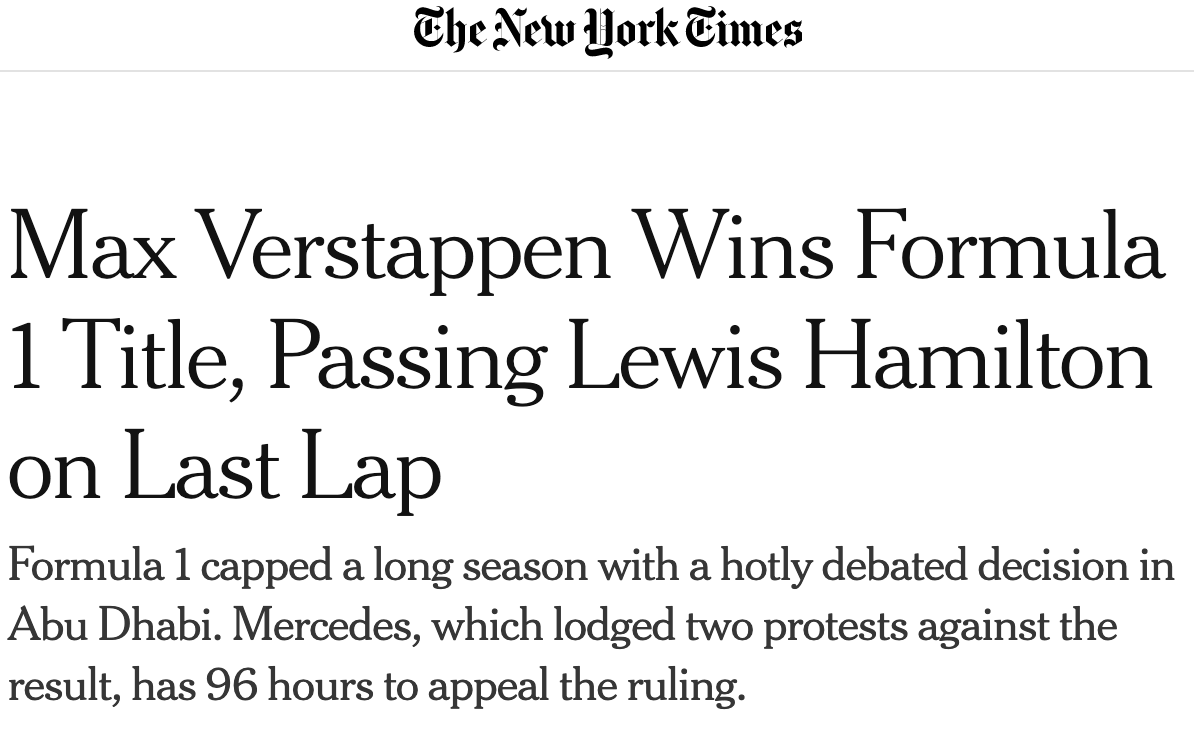 The New York Times
Max Verstappen Wins Formula
1 Title, Passing Lewis Hamilton
on Last Lap
Formula 1 capped a long season with a hotly debated decision in
Abu Dhabi. Mercedes, which lodged two protests against the
result, has 96 hours to appeal the ruling.